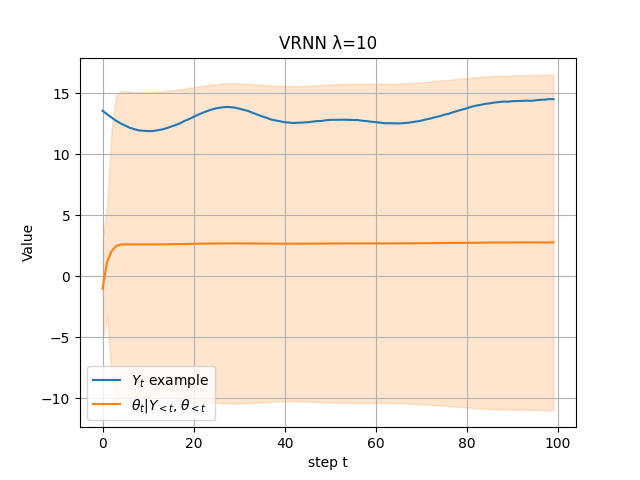 VRNN λ=10
Value
15
10
5
0
−5
−10
Y_t example
θ_t|Y_{<t}, θ_{<t}
0 20 40 60 80 100
step t